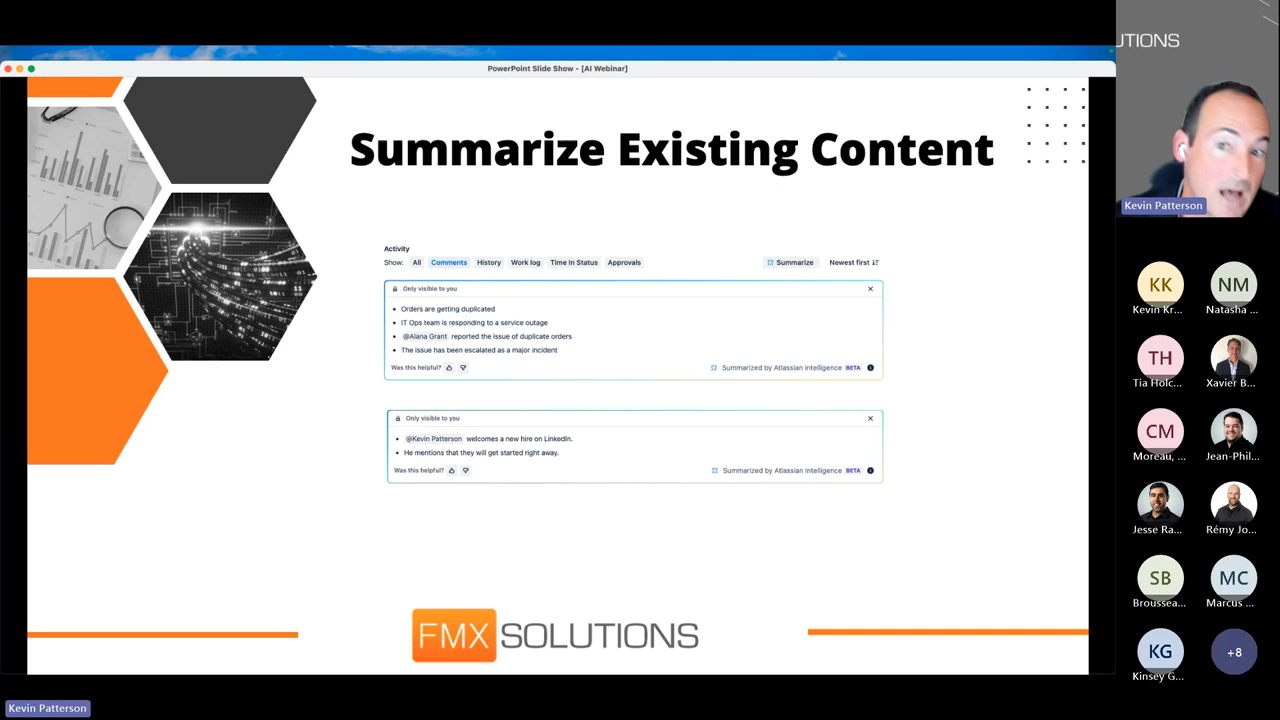 PowerPoint Slide Show - [AI Webinar]
UTIONS
Summarize Existing Content
Activity
Show: All Comments History Work log Time In Status Approvals Summarize Newest first
Only visible to you
Orders are getting duplicated
IT Ops team is responding to a service outage
@Alana Grant reported the issue of duplicate orders
The issue has been escalated as a major incident
Was this helpful? Summarized by Atlassian Intelligence BETA
Only visible to you
@Kevin Patterson welcomes a new hire on LinkedIn.
He mentions that they will get started right away.
Was this helpful? Summarized by Atlassian Intelligence BETA
FMX SOLUTIONS
Kevin Patterson
KK NM
Kevin Kr... Natasha ...
TH
Tia Holc... Xavier B...
CM
Moreau, ... Jean-Phil...
Jesse Ra... Rémy Jo...
SB MC
Broussea... Marcus ...
KG +8
Kinsey G...
Kevin Patterson